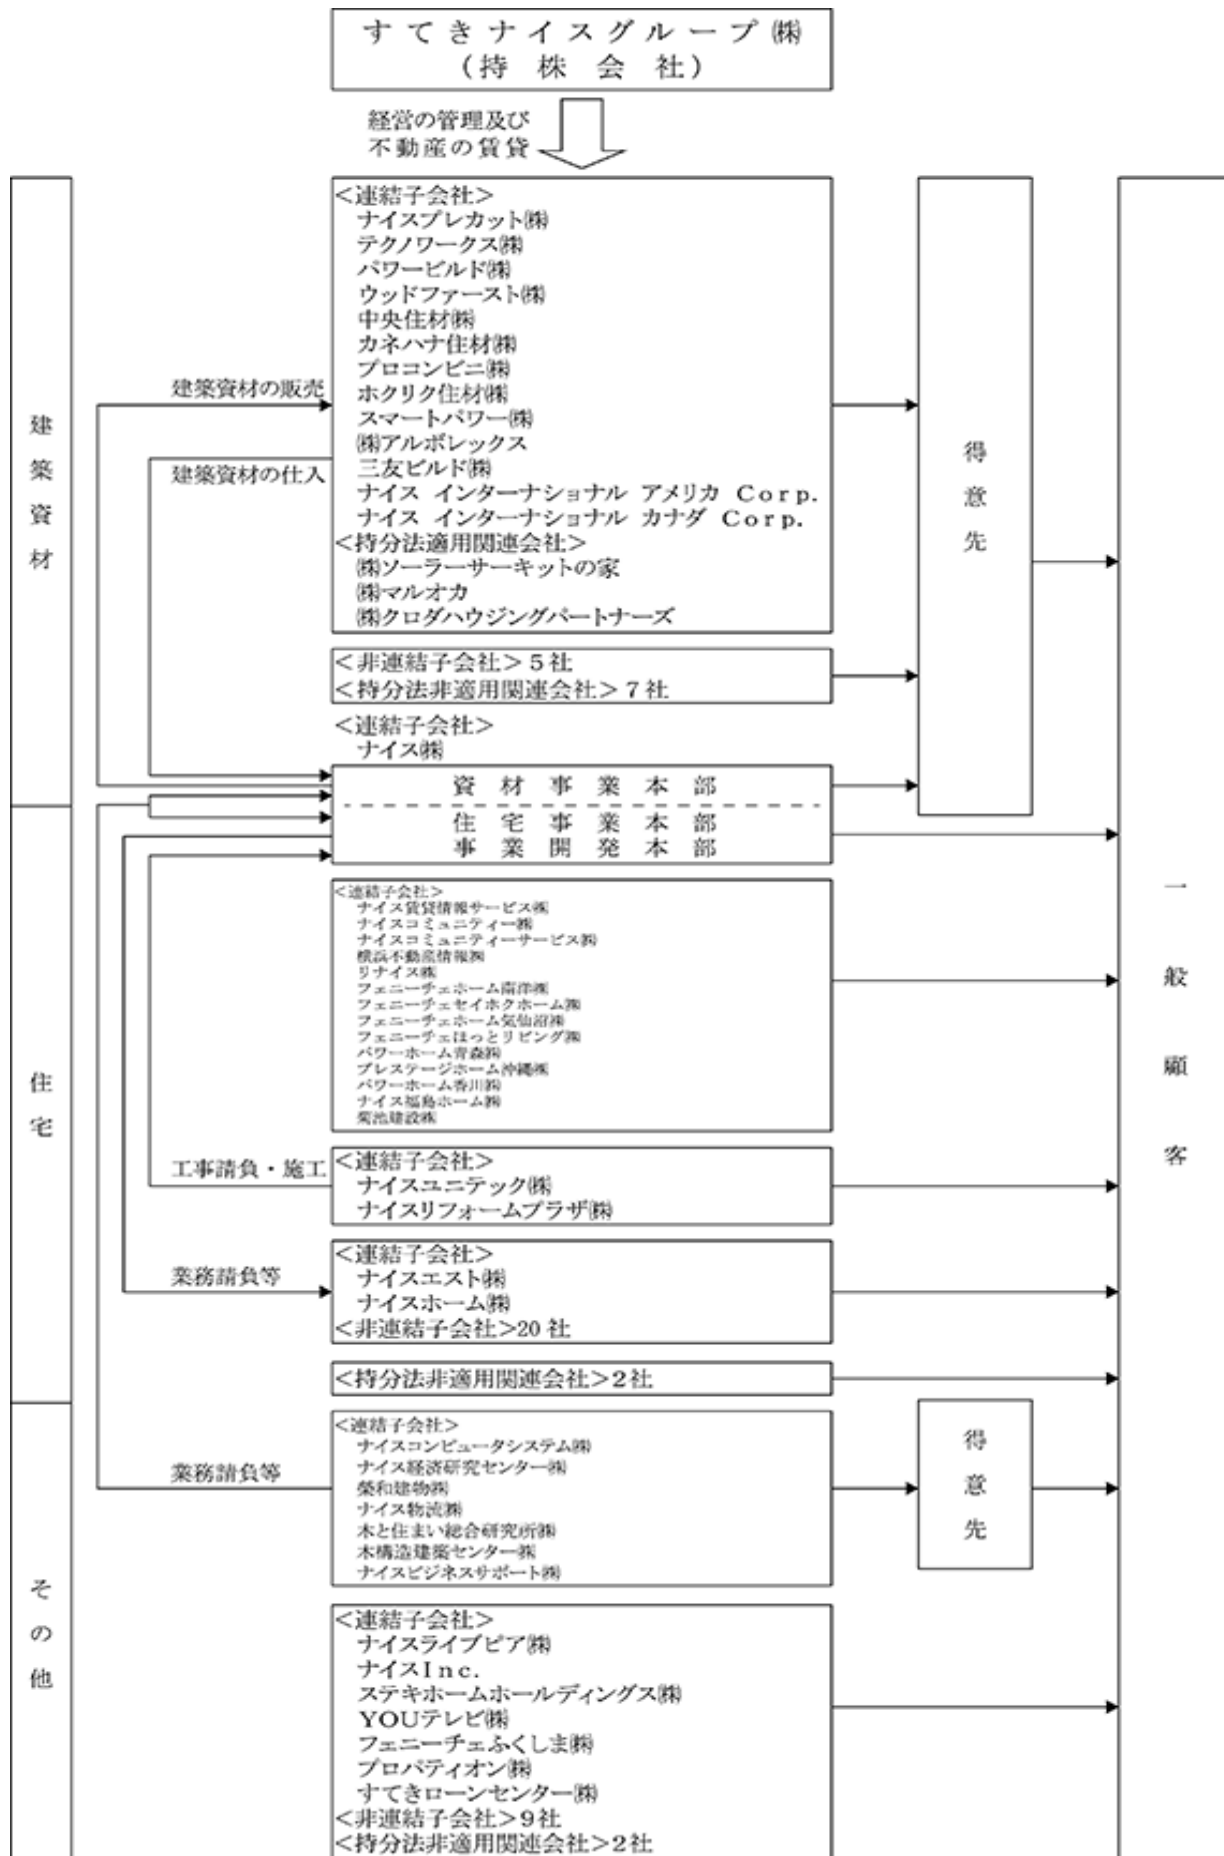 すてきナイスグループ㈱
（持株会社）
経営の管理及び
不動産の賃貸
建築資材
<連結子会社>
ナイスプレカット㈱
テクノワークス㈱
パワービルド㈱
ウッドファースト㈱
中央住材㈱
カネハナ住材㈱
プロコンビニ㈱
ホクリク住材㈱
スマートパワー㈱
㈱アルボレックス
三友ビルド㈱
ナイス インターナショナル アメリカ Corp.
ナイス インターナショナル カナダ Corp.
<持分法適用関連会社>
㈱ソーラーサーキットの家
㈱マルオカ
㈱クロダハウジングパートナーズ
建築資材の販売
建築資材の仕入
得意先
<非連結子会社>5社
<持分法非適用関連会社>7社
<連結子会社>
ナイス㈱
資材事業本部
住宅事業本部
事業開発本部
一般顧客
住宅
<連結子会社>
ナイス賃貸情報サービス㈱
ナイスコミュニティー㈱
ナイスコミュニティーサービス㈱
横浜不動産情報㈱
リナイス㈱
フェニーチェホーム南洋㈱
フェニーチェセイホクホーム㈱
フェニーチェホーム気仙沼㈱
フェニーチェほっとリビング㈱
パワーホーム青森㈱
プレステージホーム沖縄㈱
パワーホーム香川㈱
ナイス福島ホーム㈱
菊池建設㈱
工事請負・施工
<連結子会社>
ナイスユニテック㈱
ナイスリフォームプラザ㈱
業務請負等
<連結子会社>
ナイスエスト㈱
ナイスホーム㈱
<非連結子会社>20社
<持分法非適用関連会社>2社
その他
業務請負等
<連結子会社>
ナイスコンピュータシステム㈱
ナイス経済研究センター㈱
榮和建物㈱
ナイス物流㈱
木と住まい総合研究所㈱
木構造建築センター㈱
ナイスビジネスサポート㈱
得意先
<連結子会社>
ナイスライブピア㈱
ナイスInc.
ステキホームホールディングス㈱
YOUテレビ㈱
フェニーチェふくしま㈱
プロパティオン㈱
すてきローンセンター㈱
<非連結子会社>9社
<持分法非適用関連会社>2社